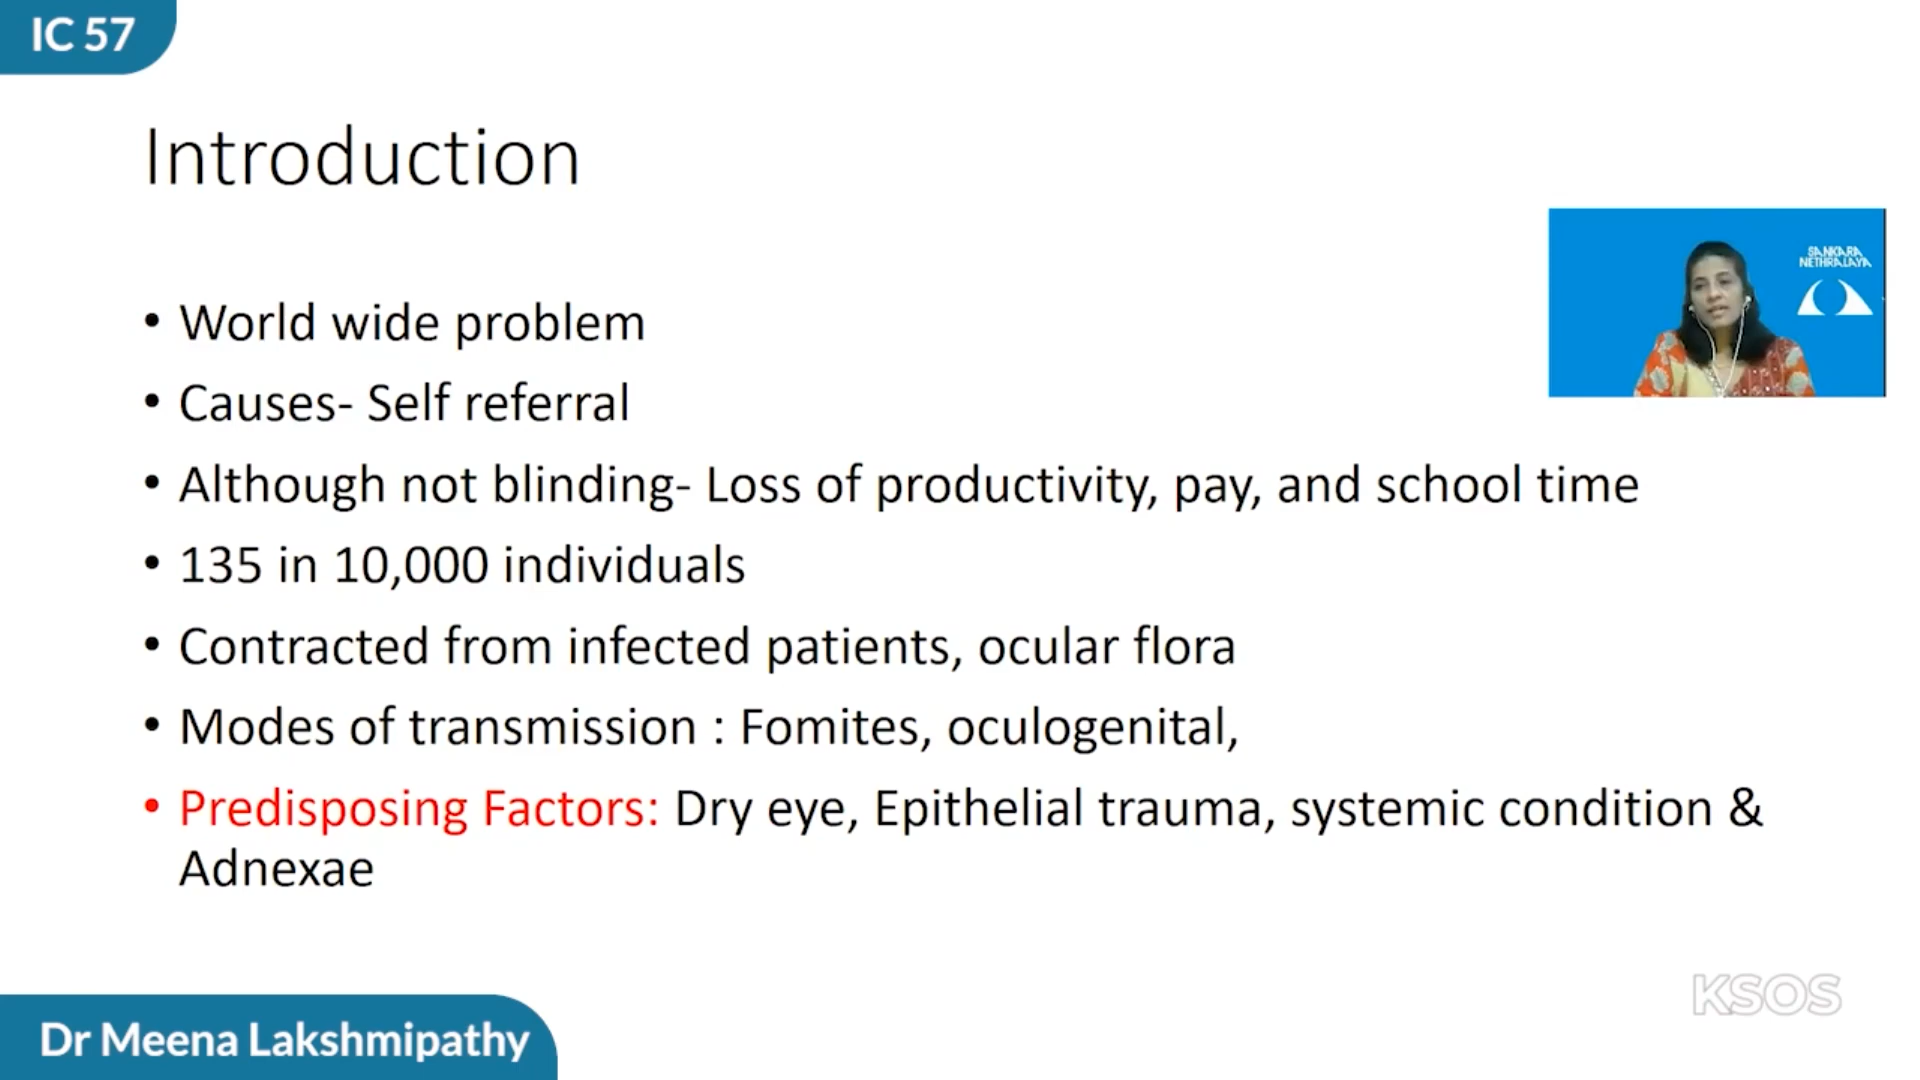 IC 57
Introduction
SANKARA
NETHRALAYA
• World wide problem
• Causes- Self referral
• Although not blinding- Loss of productivity, pay, and school time
• 135 in 10,000 individuals
• Contracted from infected patients, ocular flora
• Modes of transmission : Fomites, oculogenital,
• Predisposing Factors: Dry eye, Epithelial trauma, systemic condition &
Adnexae
KSOS
Dr Meena Lakshmipathy